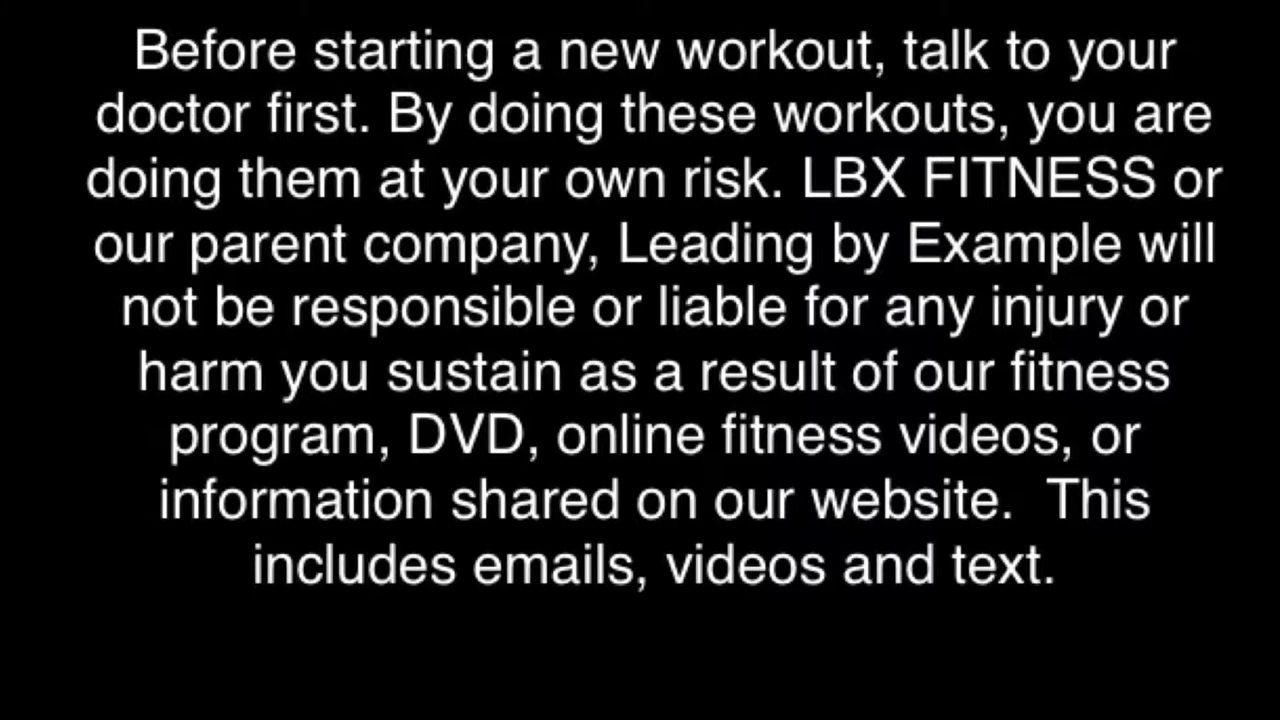 Before starting a new workout, talk to your
doctor first. By doing these workouts, you are
doing them at your own risk. LBX FITNESS or
our parent company, Leading by Example will
not be responsible or liable for any injury or
harm you sustain as a result of our fitness
program, DVD, online fitness videos, or
information shared on our website.  This
includes emails, videos and text.